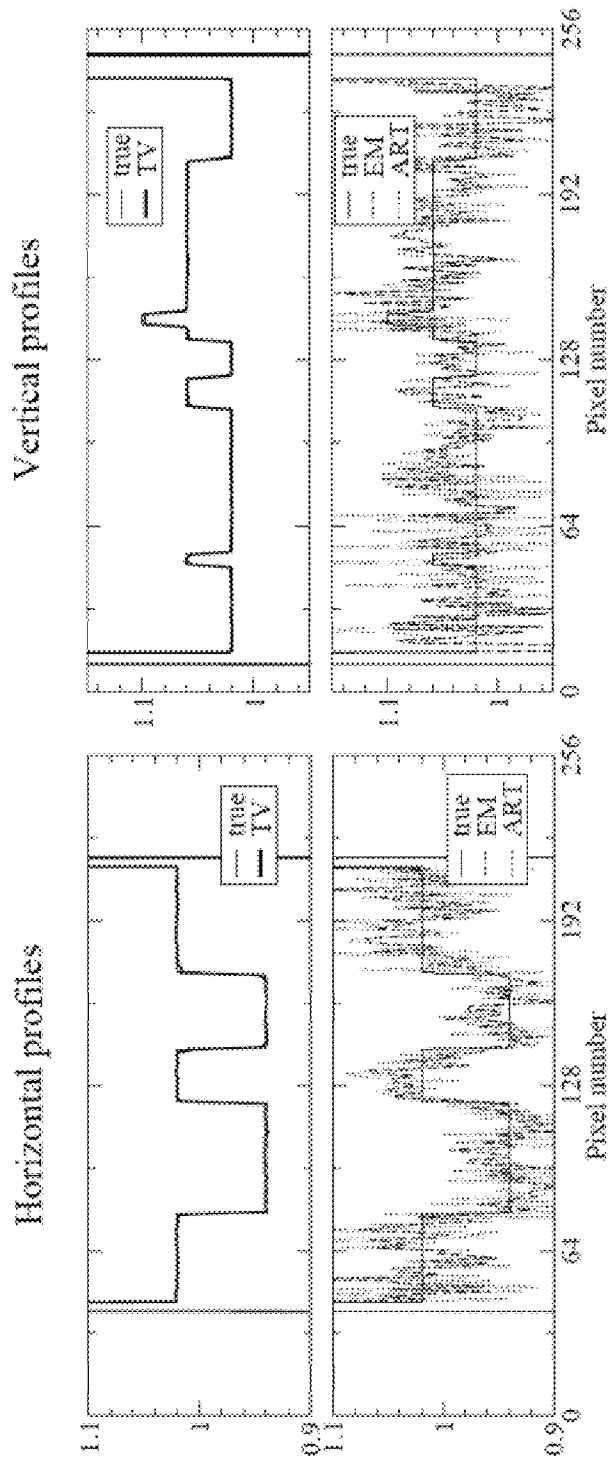 Horizontal profiles
1.1
1
0.9
true
TV
1.1
1
0.9
true
EM
ART
0
64
128
192
256
Pixel number
Vertical profiles
1.1
1
true
TV
1.1
1
true
EM
ART
0
64
128
192
256
Pixel number